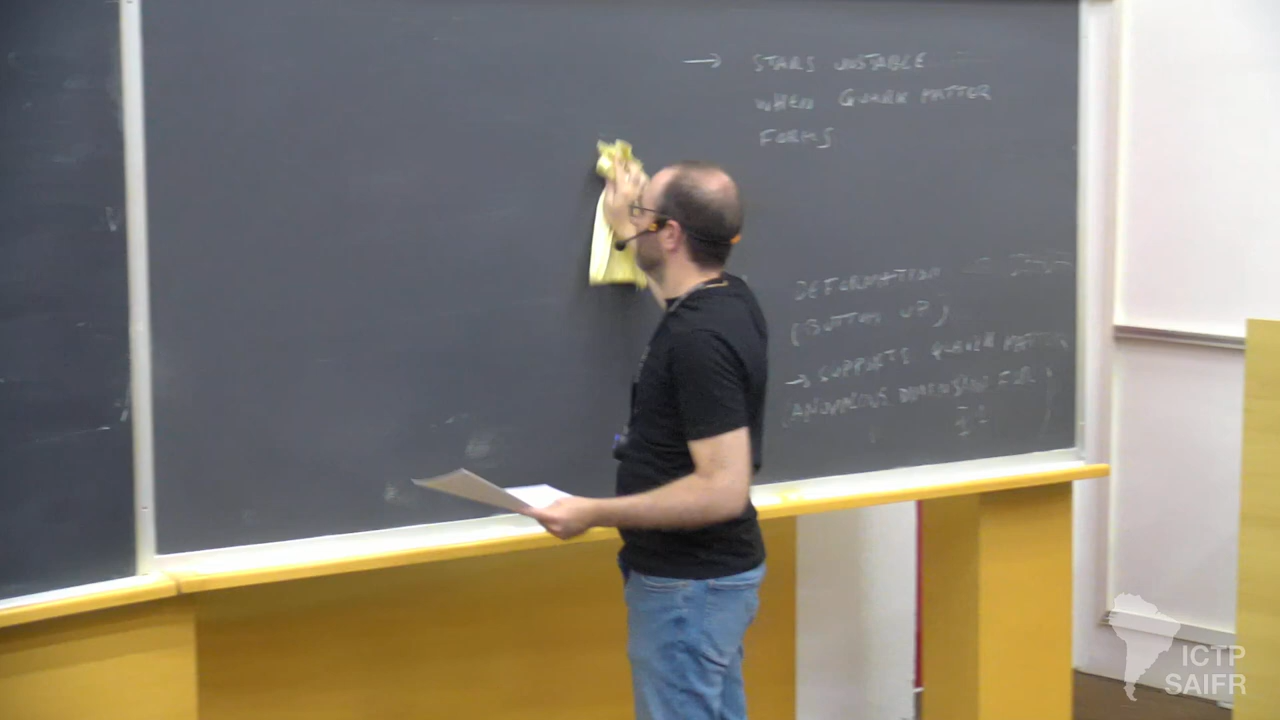 → STARS UNSTABLE
WHEN QUARK MATTER
FORMS
DEFORMATION
(BOTTOM UP)
→ SUPPORTS QUARK MATTER
(ANOMALOUS DIMENSION FOR
ICTP
SAIFR